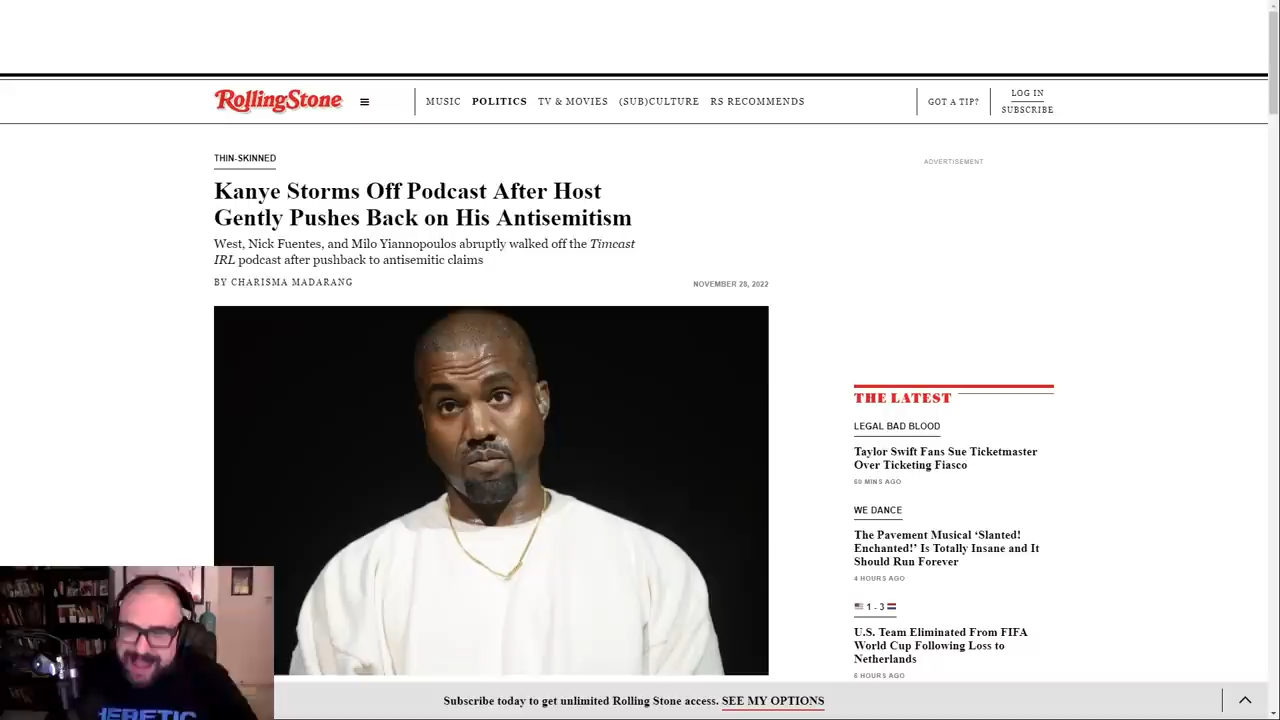 RollingStone
MUSIC POLITICS TV & MOVIES (SUB)CULTURE RS RECOMMENDS
GOT A TIP?
LOG IN
SUBSCRIBE
THIN-SKINNED
Kanye Storms Off Podcast After Host
Gently Pushes Back on His Antisemitism
West, Nick Fuentes, and Milo Yiannopoulos abruptly walked off the Timcast
IRL podcast after pushback to antisemitic claims
BY CHARISMA MADARANG
NOVEMBER 28, 2022
ADVERTISEMENT
THE LATEST
LEGAL BAD BLOOD
Taylor Swift Fans Sue Ticketmaster
Over Ticketing Fiasco
60 MINS AGO
WE DANCE
The Pavement Musical ‘Slanted!
Enchanted!’ Is Totally Insane and It
Should Run Forever
4 HOURS AGO
1 - 3
U.S. Team Eliminated From FIFA
World Cup Following Loss to
Netherlands
6 HOURS AGO
HERETIC
Subscribe today to get unlimited Rolling Stone access. SEE MY OPTIONS